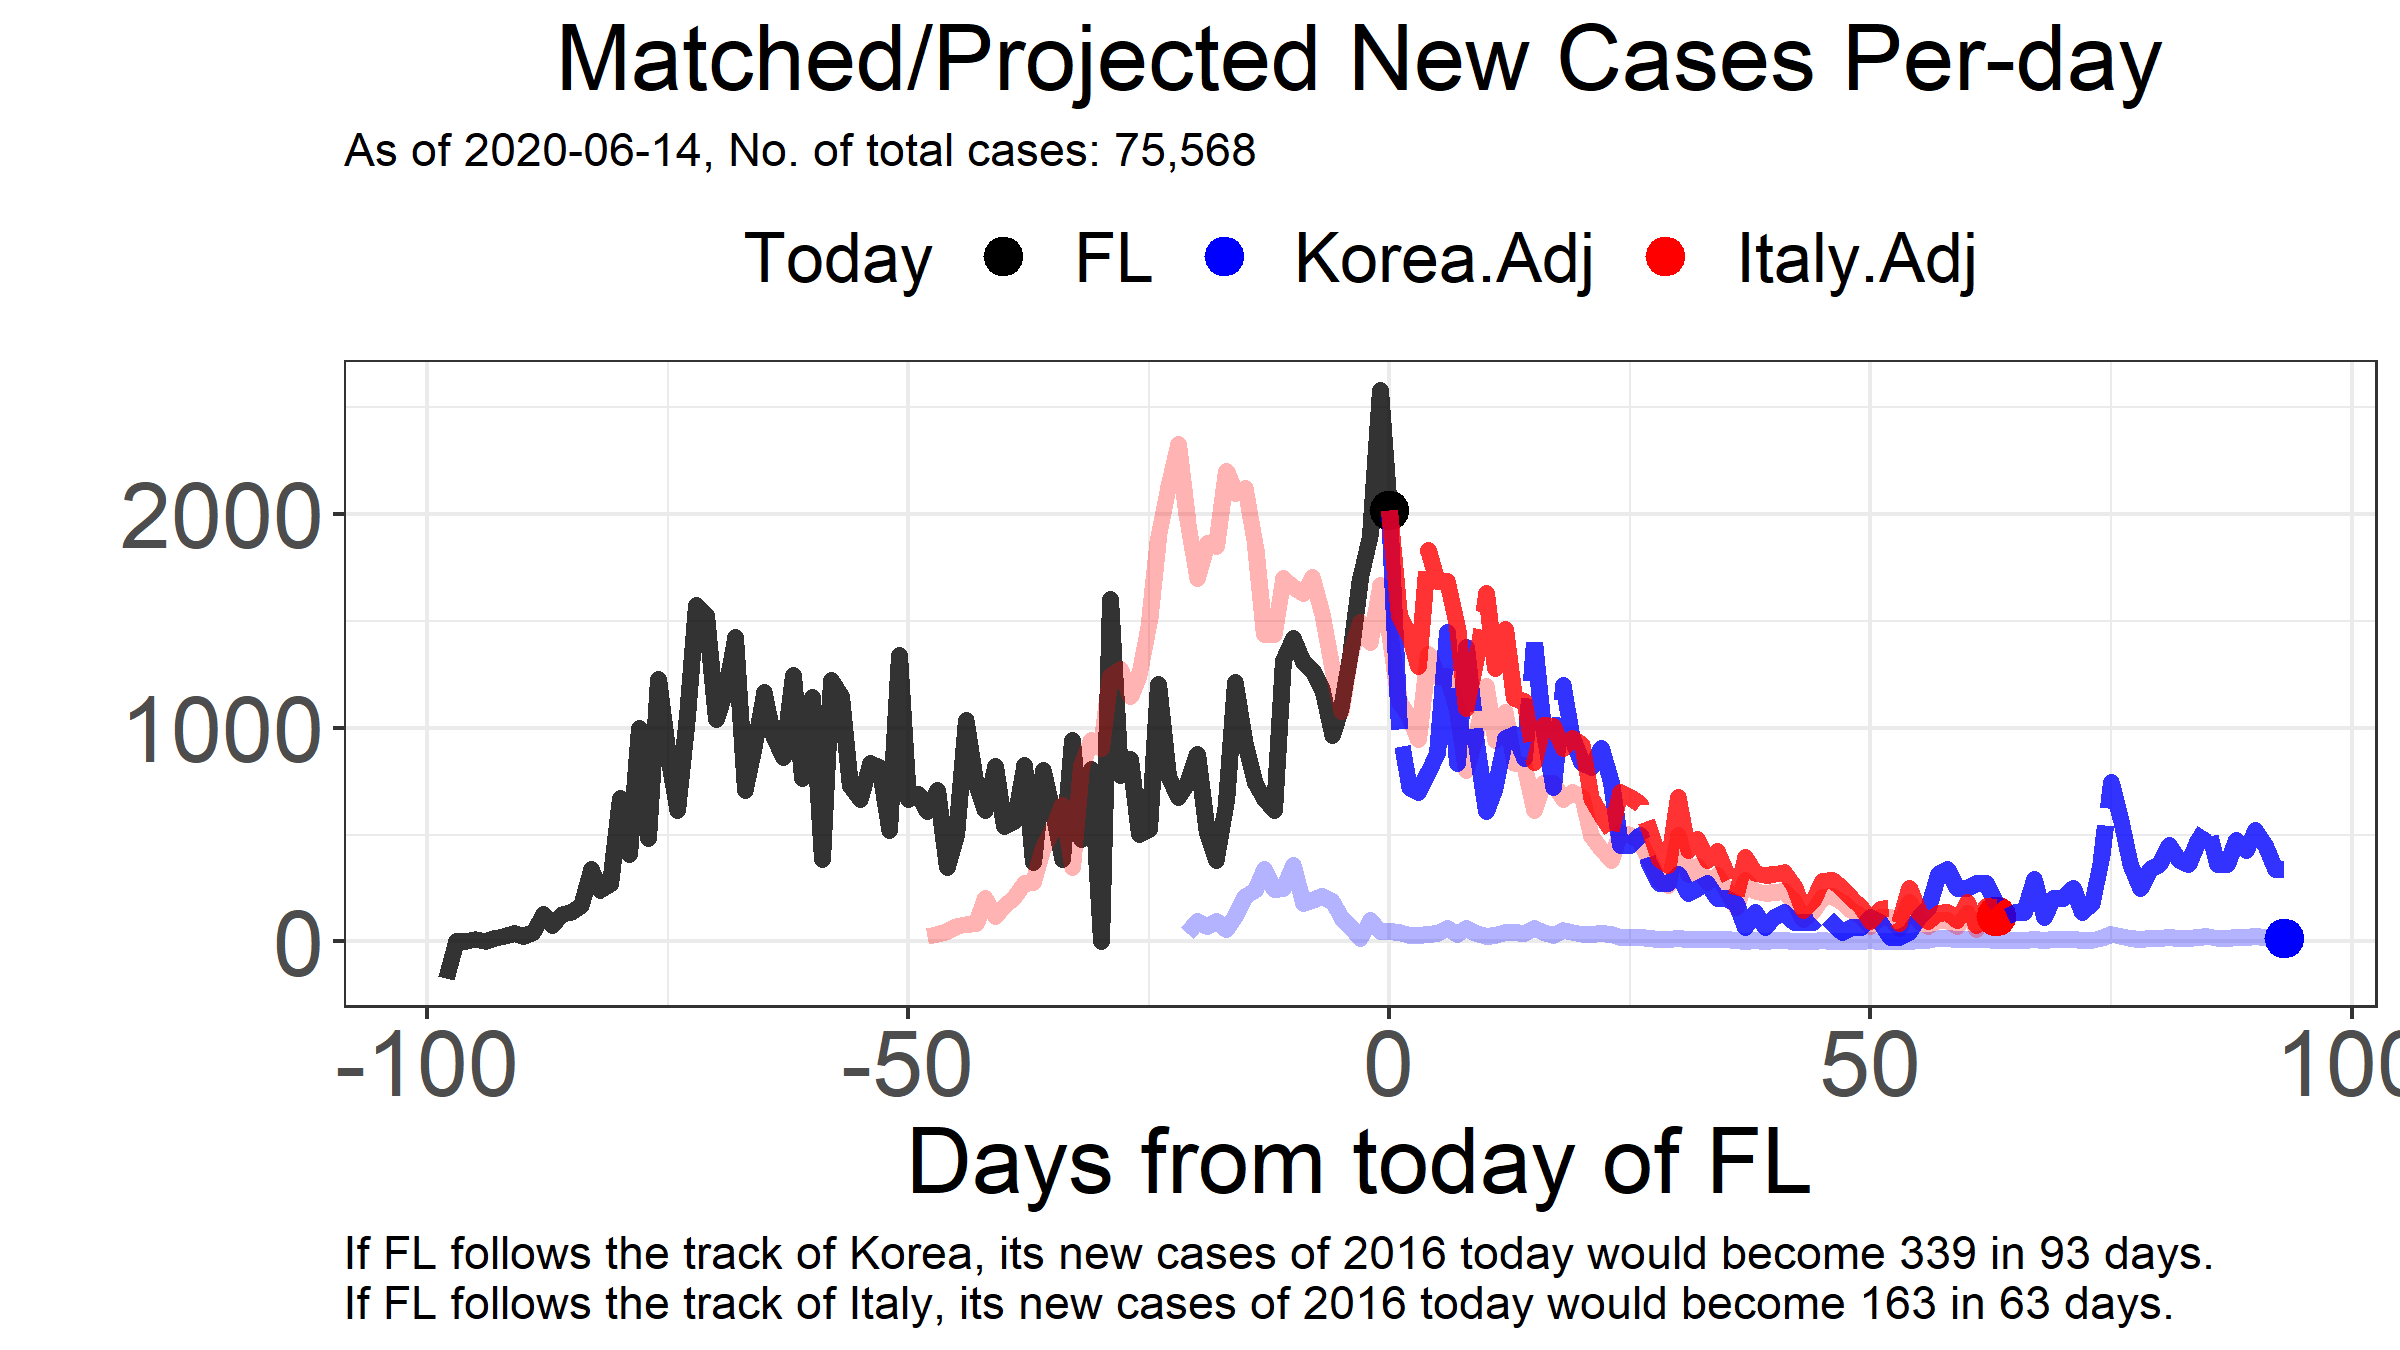 Matched/Projected New Cases Per-day
As of 2020-06-14, No. of total cases: 75,568
Today FL Korea.Adj Italy.Adj
2000
1000
0
-100 -50 0 50 100
Days from today of FL
If FL follows the track of Korea, its new cases of 2016 today would become 339 in 93 days.
If FL follows the track of Italy, its new cases of 2016 today would become 163 in 63 days.